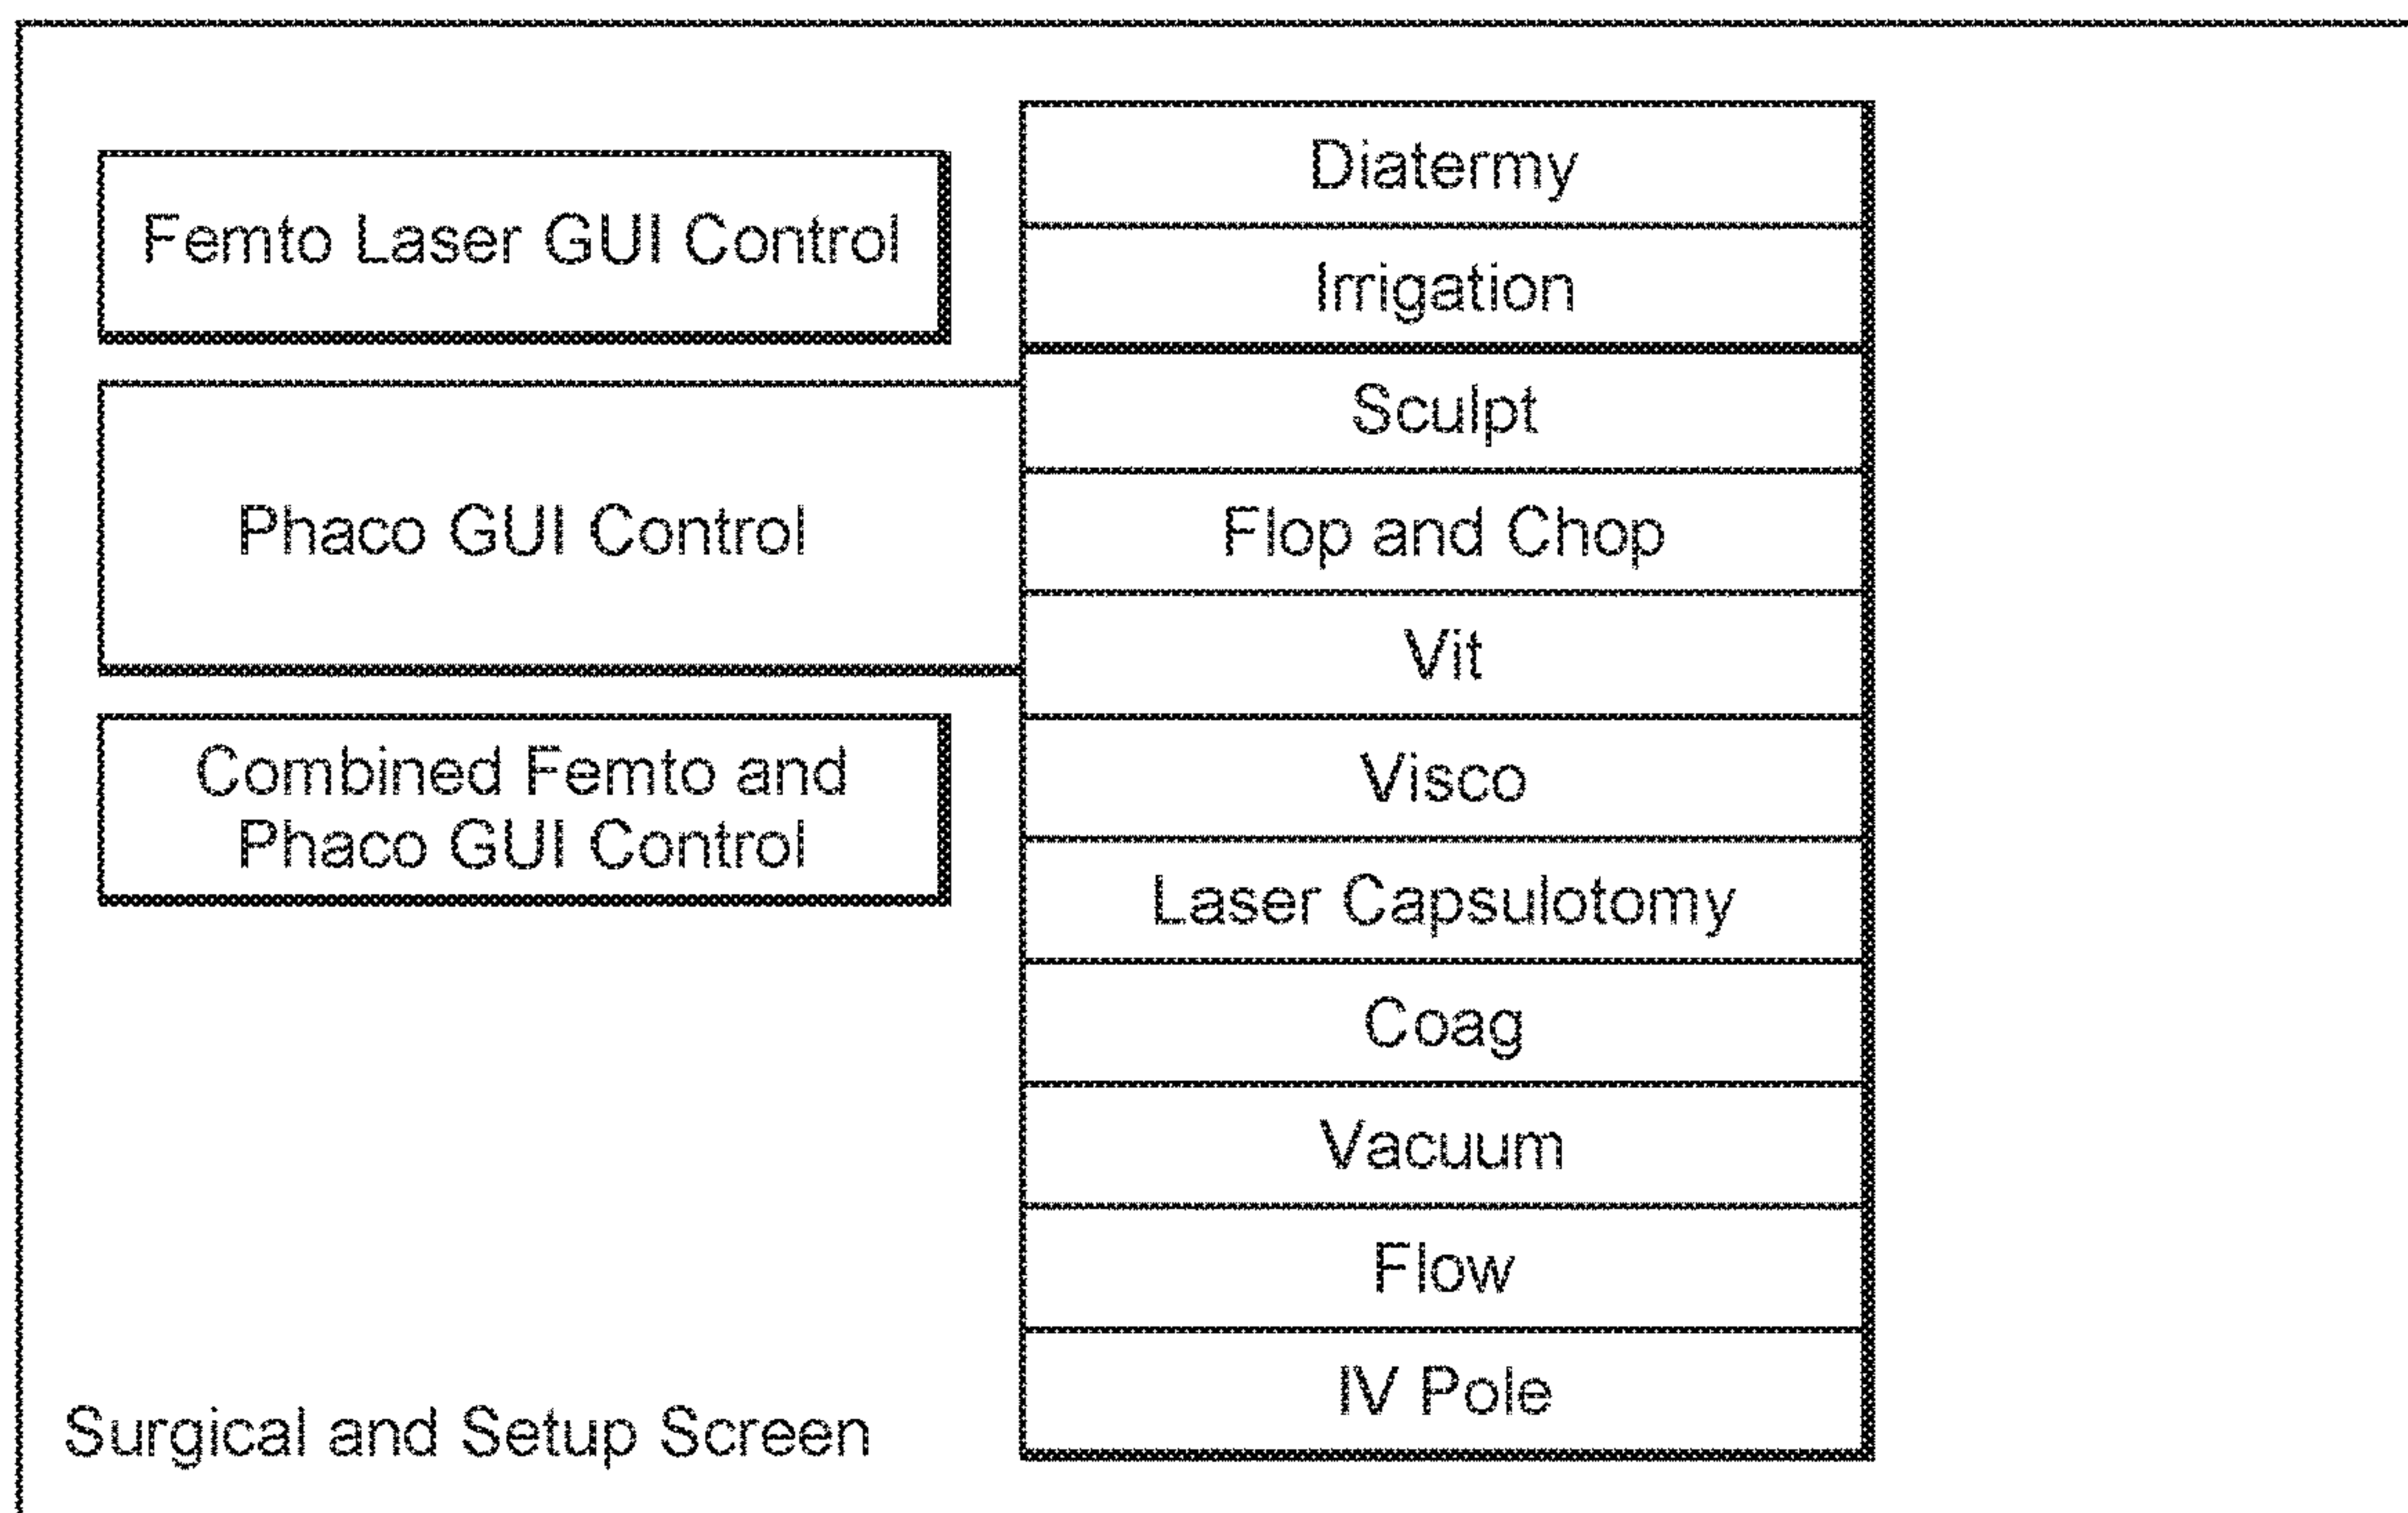 Femto Laser GUI Control
Phaco GUI Control
Combined Femto and
Phaco GUI Control
Surgical and Setup Screen
Diatermy
Irrigation
Sculpt
Flop and Chop
Vit
Visco
Laser Capsulotomy
Coag
Vacuum
Flow
IV Pole